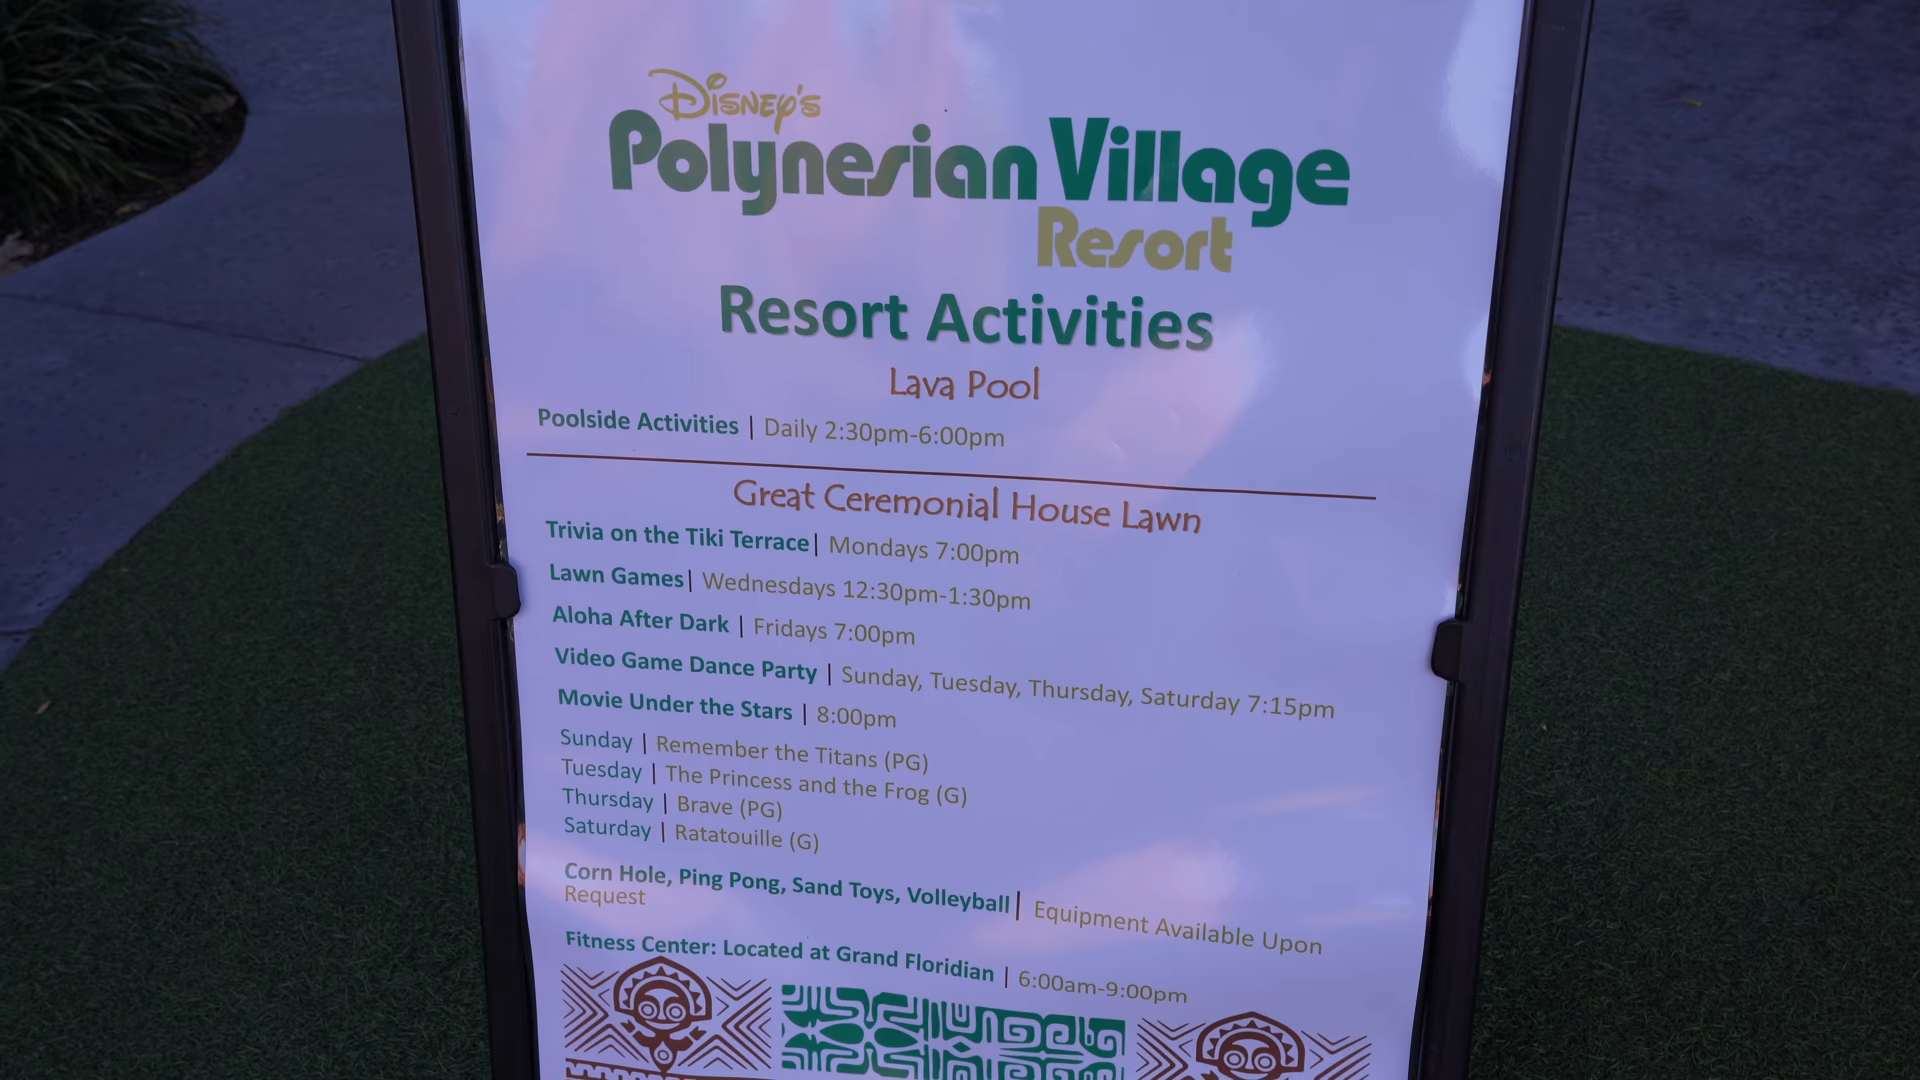 Disney's
Polynesian Village
Resort
Resort Activities
Lava Pool
Poolside Activities | Daily 2:30pm-6:00pm
Great Ceremonial House Lawn
Trivia on the Tiki Terrace| Mondays 7:00pm
Lawn Games| Wednesdays 12:30pm-1:30pm
Aloha After Dark | Fridays 7:00pm
Video Game Dance Party | Sunday, Tuesday, Thursday, Saturday 7:15pm
Movie Under the Stars | 8:00pm
Sunday | Remember the Titans (PG)
Tuesday | The Princess and the Frog (G)
Thursday | Brave (PG)
Saturday | Ratatouille (G)
Corn Hole, Ping Pong, Sand Toys, Volleyball| Equipment Available Upon
Request
Fitness Center: Located at Grand Floridian | 6:00am-9:00pm